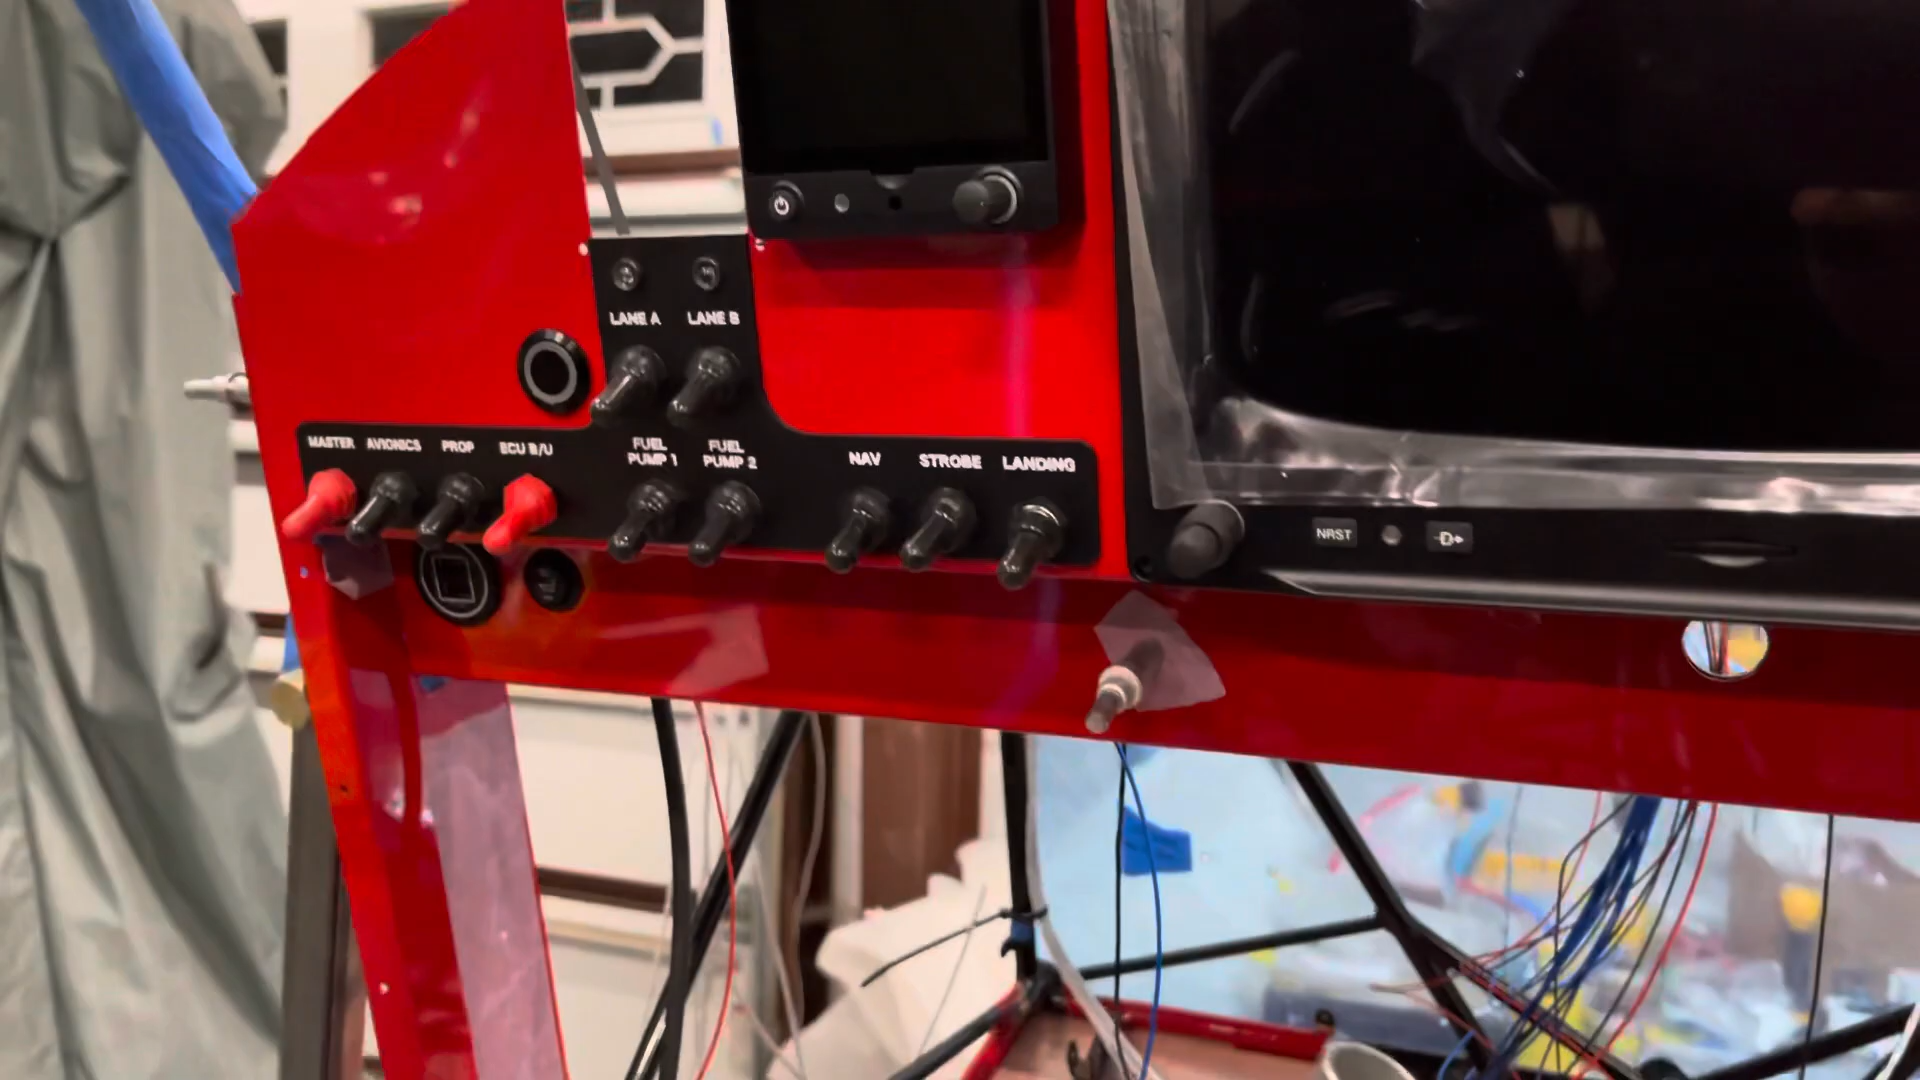 LANE A LANE B
MASTER AVIONICS PROP ECU B/U
FUEL PUMP 1
FUEL PUMP 2
NAV STROBE LANDING
NRST
D